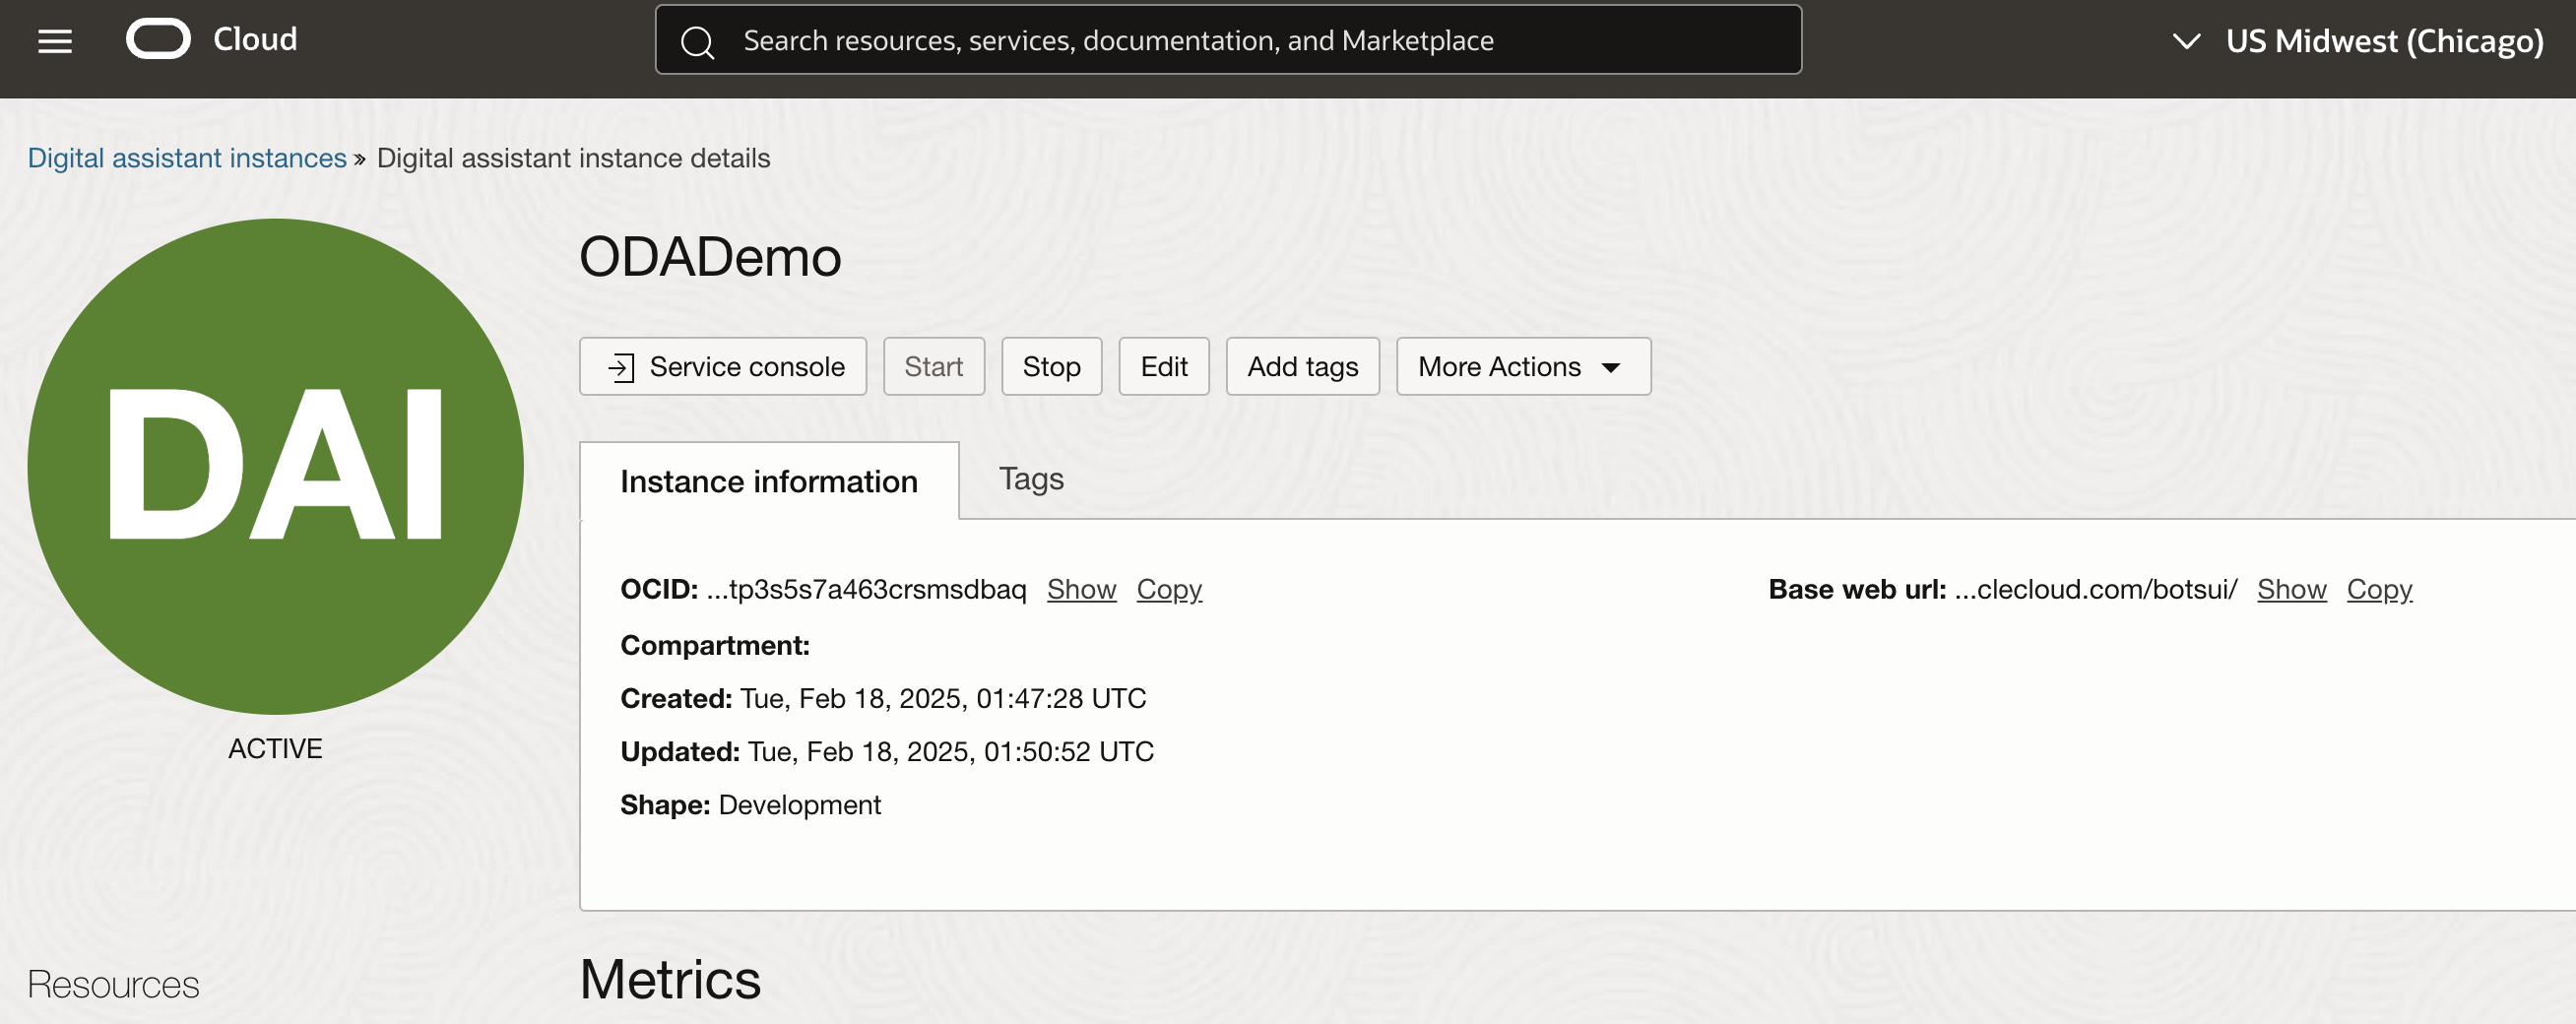 Cloud
Search resources, services, documentation, and Marketplace
US Midwest (Chicago)
Digital assistant instances » Digital assistant instance details
DAI
ACTIVE
ODADemo
Service console Start Stop Edit Add tags More Actions
Instance information Tags
OCID: ...tp3s5s7a463crsmsdbaq Show Copy
Base web url: ...clecloud.com/botsui/ Show Copy
Compartment:
Created: Tue, Feb 18, 2025, 01:47:28 UTC
Updated: Tue, Feb 18, 2025, 01:50:52 UTC
Shape: Development
Resources
Metrics